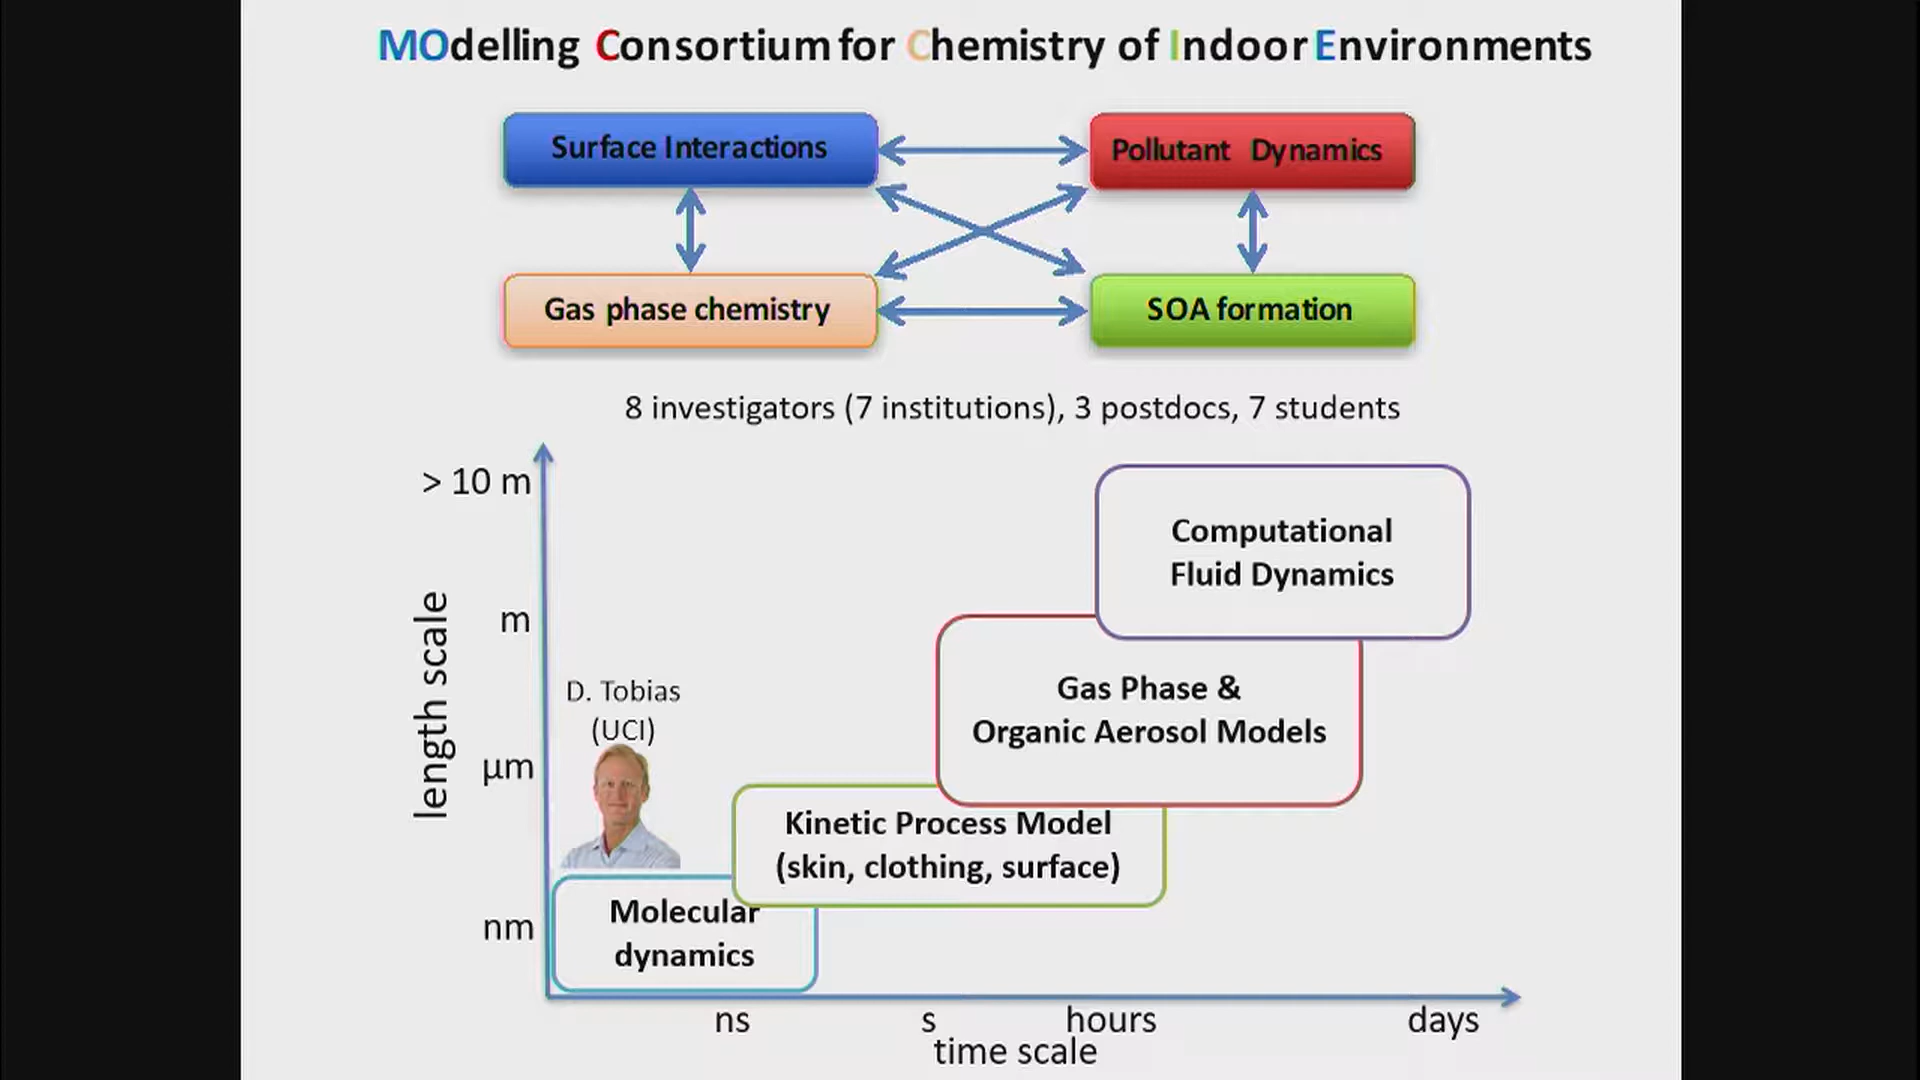 MOdelling Consortium for Chemistry of Indoor Environments
Surface Interactions
Pollutant Dynamics
Gas phase chemistry
SOA formation
8 investigators (7 institutions), 3 postdocs, 7 students
> 10 m
m
µm
nm
length scale
Computational
Fluid Dynamics
Gas Phase &
Organic Aerosol Models
D. Tobias
(UCI)
Kinetic Process Model
(skin, clothing, surface)
Molecular
dynamics
ns
s
hours
days
time scale